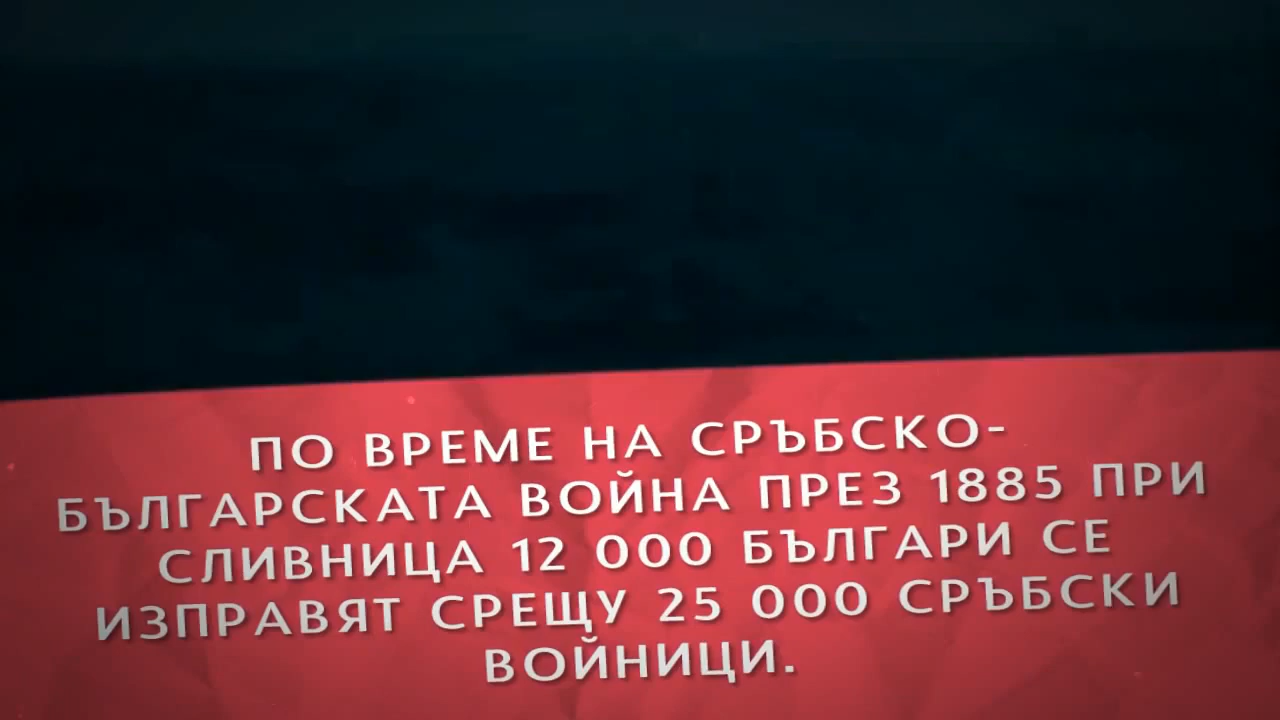 ПО ВРЕМЕ НА СРЪБСКО-
БЪЛГАРСКАТА ВОЙНА ПРЕЗ 1885 ПРИ
СЛИВНИЦА 12 000 БЪЛГАРИ СЕ
ИЗПРАВЯТ СРЕЩУ 25 000 СРЪБСКИ
ВОЙНИЦИ.